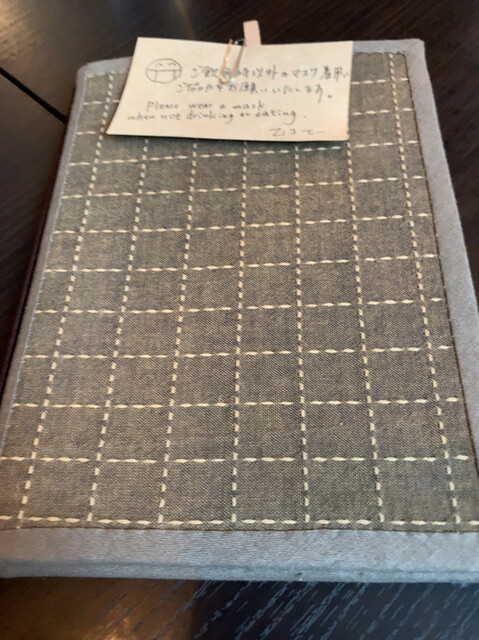 ご飲食時以外のマスク着用に
ご協力をお願いいたします。
Please wear a mask
when not drinking or eating.